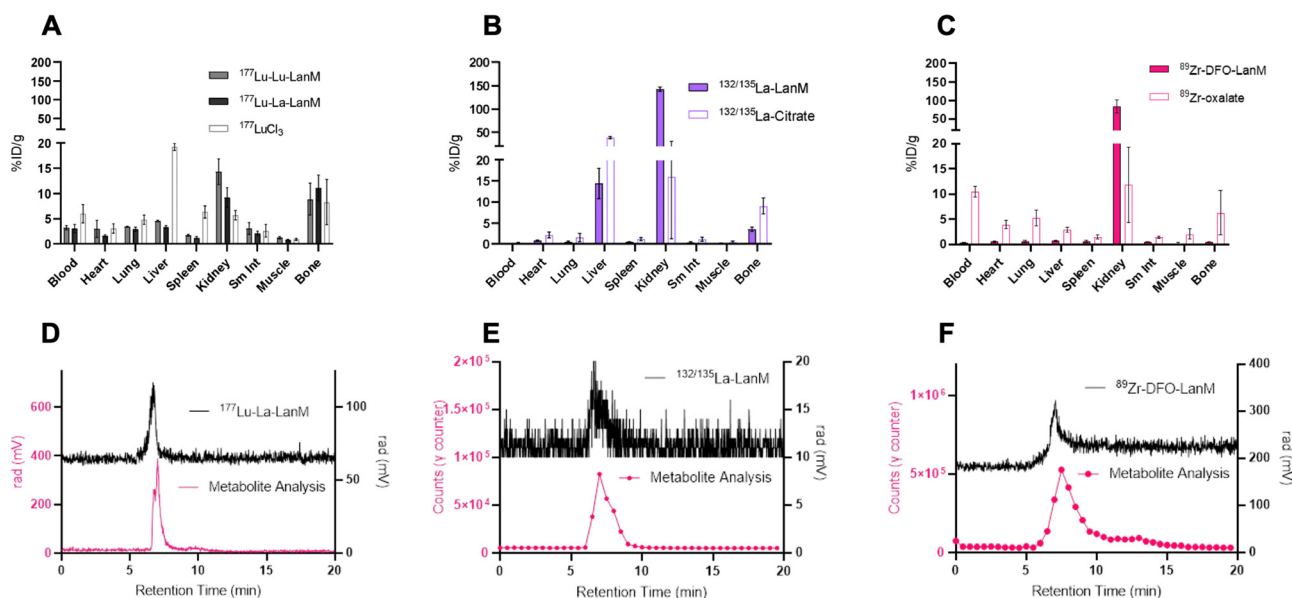 A
%ID/g
200
150
100
50
20
15
10
5
0
¹⁷⁷Lu-Lu-LanM
¹⁷⁷Lu-La-LanM
¹⁷⁷LuCl₃
Blood Heart Lung Liver Spleen Kidney Sm Int Muscle Bone
B
%ID/g
200
150
100
50
20
15
10
5
0
¹³²/¹³⁵La-LanM
¹³²/¹³⁵La-Citrate
Blood Heart Lung Liver Spleen Kidney Sm Int Muscle Bone
C
%ID/g
200
150
100
50
20
15
10
5
0
⁸⁹Zr-DFO-LanM
⁸⁹Zr-oxalate
Blood Heart Lung Liver Spleen Kidney Sm Int Muscle Bone
D
rad (mV)
600
400
200
0
¹⁷⁷Lu-La-LanM
Metabolite Analysis
100
50
0
rad (mV)
0 5 10 15 20
Retention Time (min)
E
Counts (γ counter)
2×10⁵
1.5×10⁵
1×10⁵
5×10⁴
0
¹³²/¹³⁵La-LanM
Metabolite Analysis
20
15
10
5
0
rad (mV)
0 5 10 15 20
Retention Time (min)
F
Counts (γ counter)
1×10⁶
5×10⁵
0
⁸⁹Zr-DFO-LanM
Metabolite Analysis
400
300
200
100
0
rad (mV)
0 5 10 15 20
Retention Time (min)